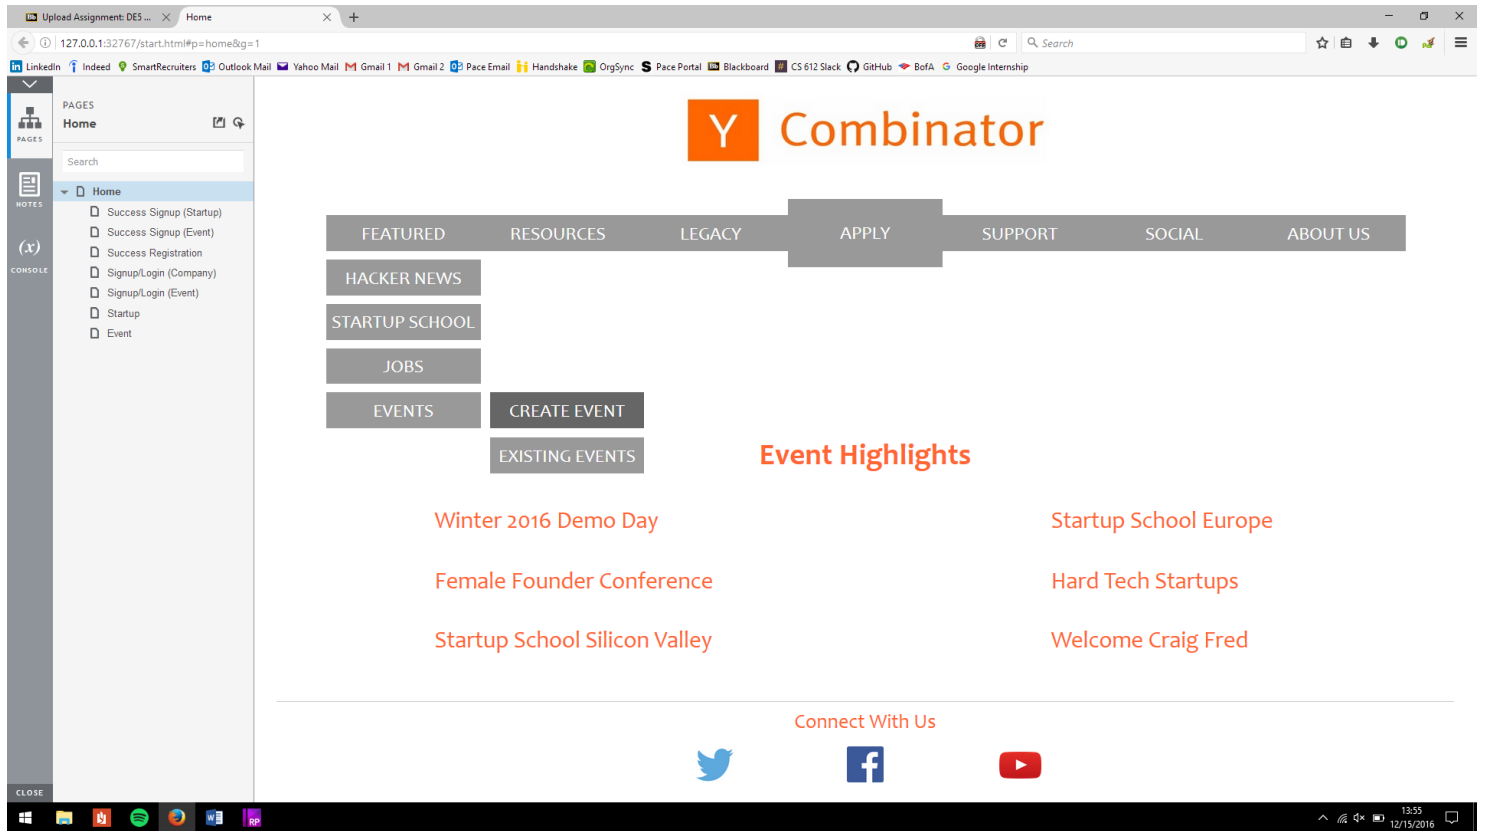 Upload Assignment: DE5 ...
Home
127.0.0.1:32767/start.html#p=home&g=1
Search
LinkedIn Indeed SmartRecruiters Outlook Mail Yahoo Mail Gmail 1 Gmail 2 Pace Email Handshake OrgSync Pace Portal Blackboard CS 612 Slack GitHub BofA Google Internship
PAGES
NOTES
(x)
CONSOLE
CLOSE
PAGES
Home
Search
Home
Success Signup (Startup)
Success Signup (Event)
Success Registration
Signup/Login (Company)
Signup/Login (Event)
Startup
Event
Y Combinator
FEATURED RESOURCES LEGACY APPLY SUPPORT SOCIAL ABOUT US
HACKER NEWS
STARTUP SCHOOL
JOBS
EVENTS CREATE EVENT
EXISTING EVENTS
Event Highlights
Winter 2016 Demo Day Startup School Europe
Female Founder Conference Hard Tech Startups
Startup School Silicon Valley Welcome Craig Fred
Connect With Us
RP
13:55
12/15/2016